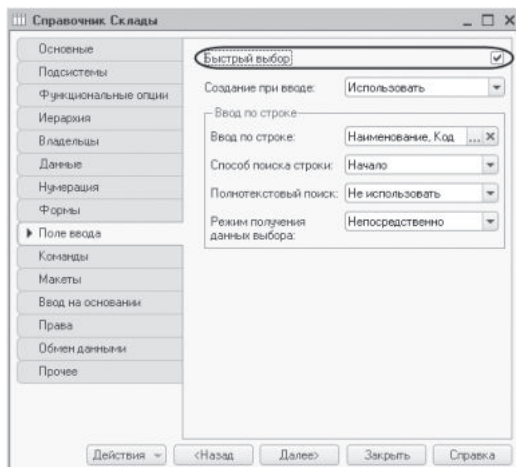 Справочник Склады
Основные
Подсистемы
Функциональные опции
Иерархия
Владельцы
Данные
Нумерация
Формы
Поле ввода
Команды
Макеты
Ввод на основании
Права
Обмен данными
Прочее
Быстрый выбор
Создание при вводе: Использовать
Ввод по строке
Ввод по строке: Наименование, Код ...
Способ поиска строки: Начало
Полнотекстовый поиск: Не использовать
Режим получения данных выбора: Непосредственно
Действия
<Назад
Далее>
Закрыть
Справка